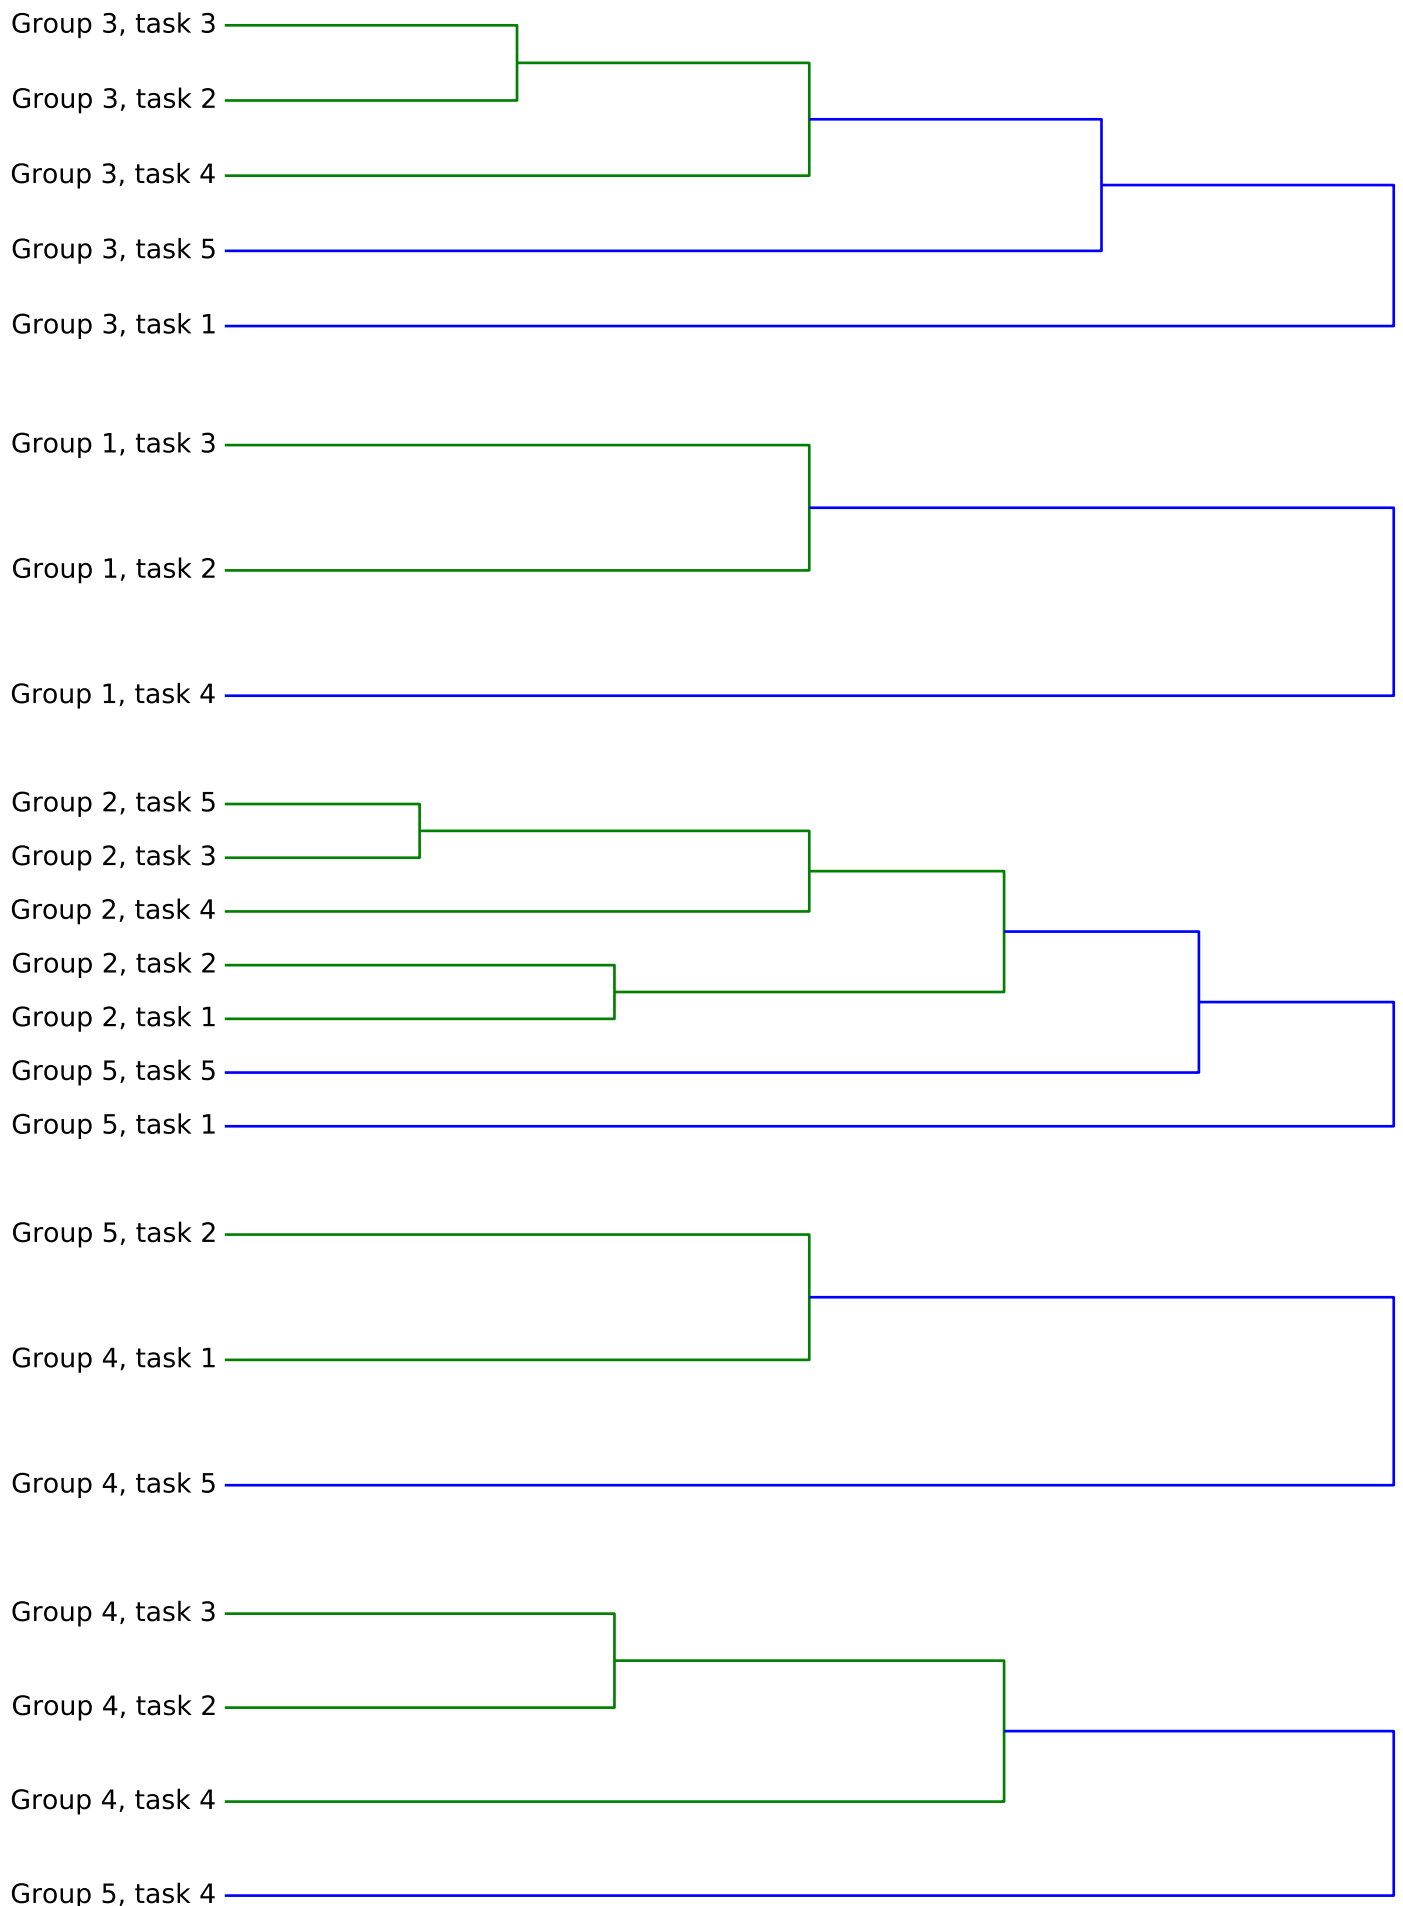 Group 3, task 3
Group 3, task 2
Group 3, task 4
Group 3, task 5
Group 3, task 1
Group 1, task 3
Group 1, task 2
Group 1, task 4
Group 2, task 5
Group 2, task 3
Group 2, task 4
Group 2, task 2
Group 2, task 1
Group 5, task 5
Group 5, task 1
Group 5, task 2
Group 4, task 1
Group 4, task 5
Group 4, task 3
Group 4, task 2
Group 4, task 4
Group 5, task 4